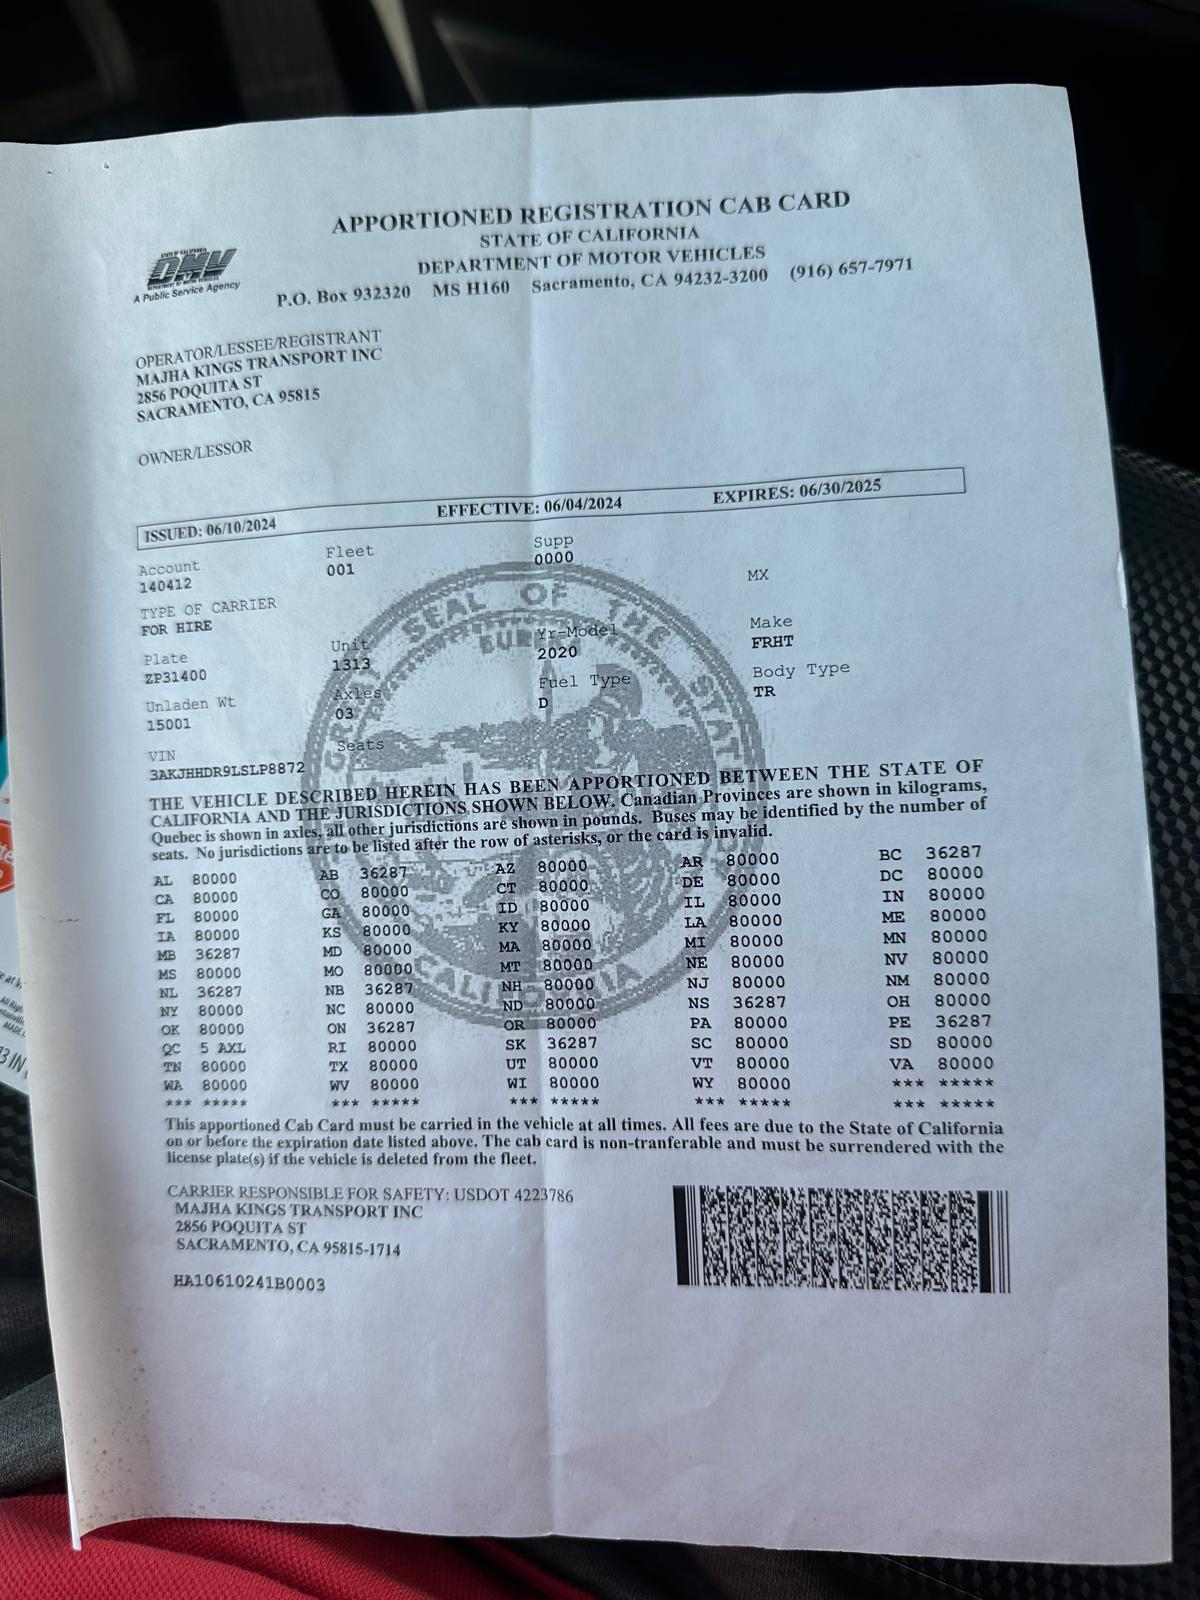 APPORTIONED REGISTRATION CAB CARD
STATE OF CALIFORNIA
DEPARTMENT OF MOTOR VEHICLES
P.O. Box 932320 MS H160 Sacramento, CA 94232-3200 (916) 657-7971
STATE OF CALIFORNIA
DMV
DEPARTMENT OF MOTOR VEHICLES
A Public Service Agency
OPERATOR/LESSEE/REGISTRANT
MAJHA KINGS TRANSPORT INC
2856 POQUITA ST
SACRAMENTO, CA 95815
OWNER/LESSOR
ISSUED: 06/10/2024 EFFECTIVE: 06/04/2024 EXPIRES: 06/30/2025
Account Fleet Supp
140412 001 0000 MX
TYPE OF CARRIER
FOR HIRE
Plate Unit Yr-Model Make
ZP31400 1313 2020 FRHT
Unladen Wt Axles Fuel Type Body Type
15001 03 D TR
VIN Seats
3AKJHHDR9LSLP8872
SEAL OF THE STATE
CALIFORNIA
THE VEHICLE DESCRIBED HEREIN HAS BEEN APPORTIONED BETWEEN THE STATE OF
CALIFORNIA AND THE JURISDICTIONS SHOWN BELOW. Canadian Provinces are shown in kilograms,
Quebec is shown in axles, all other jurisdictions are shown in pounds. Buses may be identified by the number of
seats. No jurisdictions are to be listed after the row of asterisks, or the card is invalid.
AL 80000 AB 36287 AZ 80000 AR 80000 BC 36287
CA 80000 CO 80000 CT 80000 DE 80000 DC 80000
FL 80000 GA 80000 ID 80000 IL 80000 IN 80000
IA 80000 KS 80000 KY 80000 LA 80000 ME 80000
MB 36287 MD 80000 MA 80000 MI 80000 MN 80000
MS 80000 MO 80000 MT 80000 NE 80000 NV 80000
NL 36287 NB 36287 NH 80000 NJ 80000 NM 80000
NY 80000 NC 80000 ND 80000 NS 36287 OH 80000
OK 80000 ON 36287 OR 80000 PA 80000 PE 36287
QC 5 AXL RI 80000 SK 36287 SC 80000 SD 80000
TN 80000 TX 80000 UT 80000 VT 80000 VA 80000
WA 80000 WV 80000 WI 80000 WY 80000 *** *****
*** ***** *** ***** *** ***** *** ***** *** *****
This apportioned Cab Card must be carried in the vehicle at all times. All fees are due to the State of California
on or before the expiration date listed above. The cab card is non-tranferable and must be surrendered with the
license plate(s) if the vehicle is deleted from the fleet.
CARRIER RESPONSIBLE FOR SAFETY: USDOT 4223786
MAJHA KINGS TRANSPORT INC
2856 POQUITA ST
SACRAMENTO, CA 95815-1714
HA10610241B0003